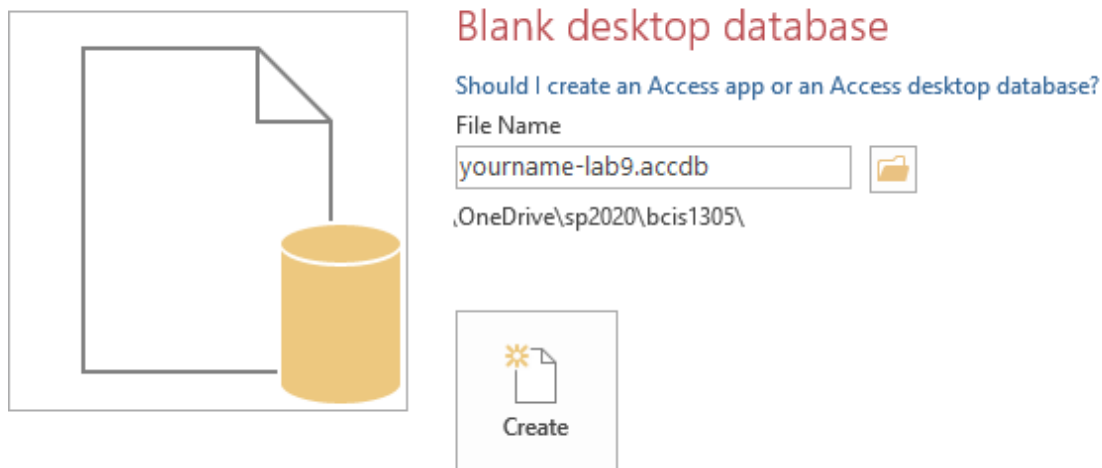 Blank desktop database
Should I create an Access app or an Access desktop database?
File Name
yourname-lab9.accdb
\OneDrive\sp2020\bcis1305\
Create